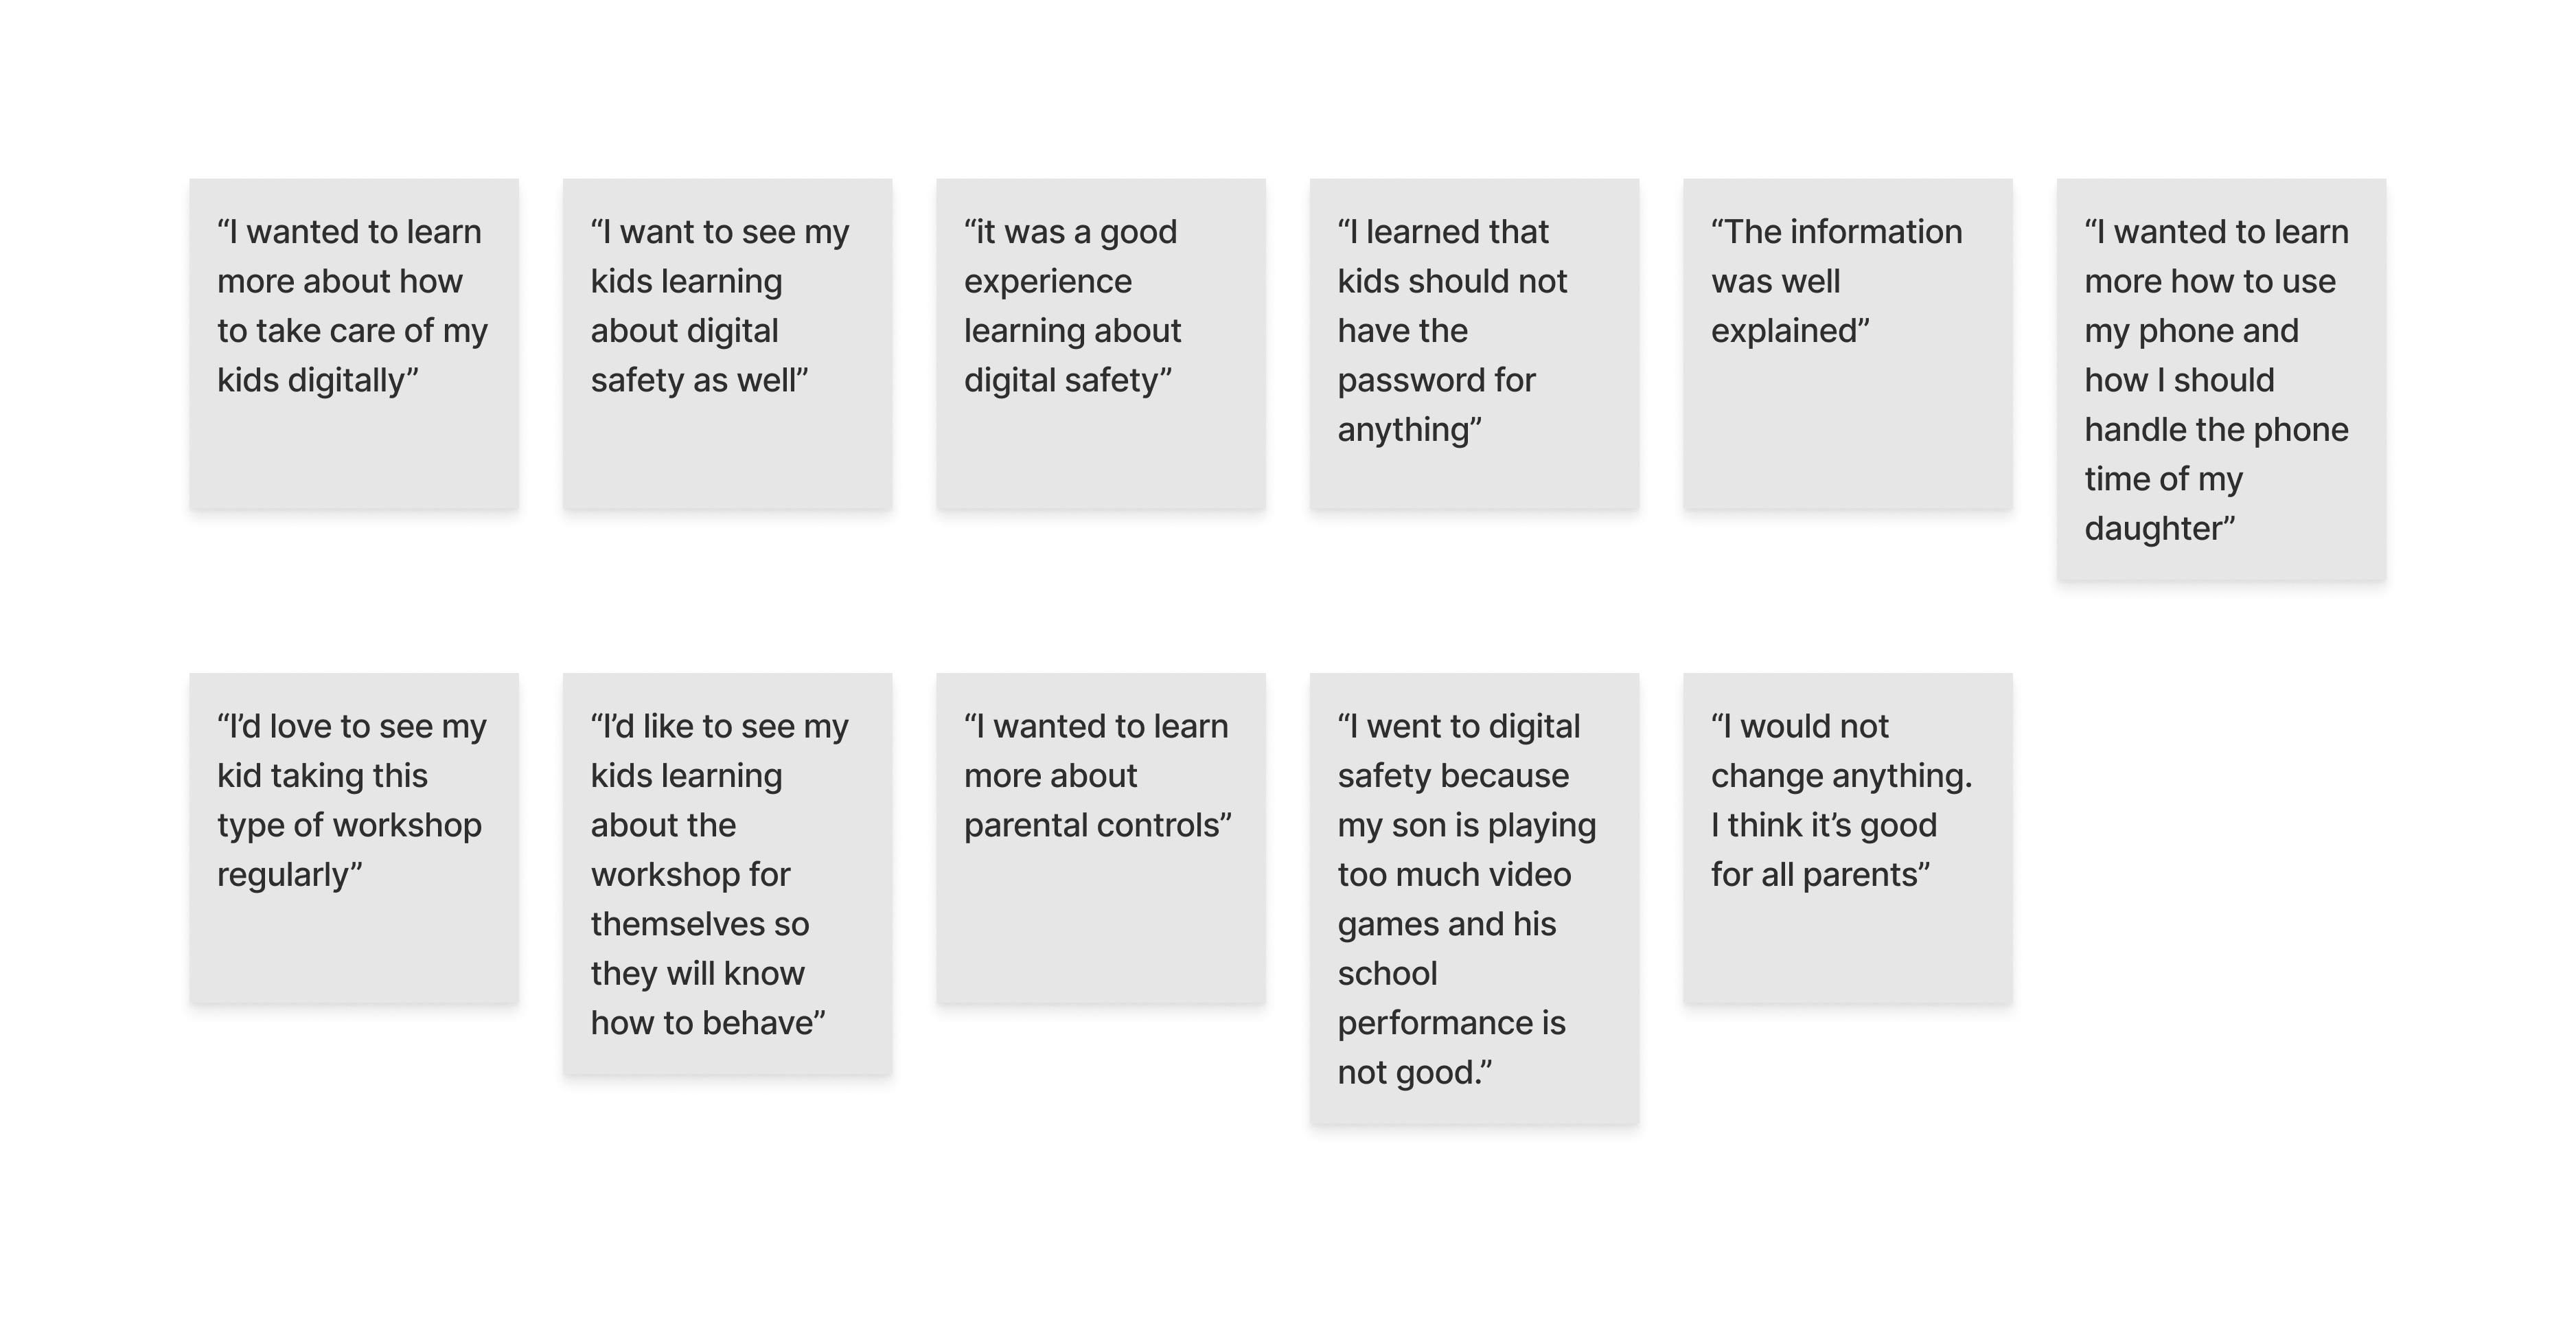 “I wanted to learn
more about how
to take care of my
kids digitally”
“I want to see my
kids learning
about digital
safety as well”
“it was a good
experience
learning about
digital safety”
“I learned that
kids should not
have the
password for
anything”
“The information
was well
explained”
“I wanted to learn
more how to use
my phone and
how I should
handle the phone
time of my
daughter”
“I’d love to see my
kid taking this
type of workshop
regularly”
“I’d like to see my
kids learning
about the
workshop for
themselves so
they will know
how to behave”
“I wanted to learn
more about
parental controls”
“I went to digital
safety because
my son is playing
too much video
games and his
school
performance is
not good.”
“I would not
change anything.
I think it’s good
for all parents”